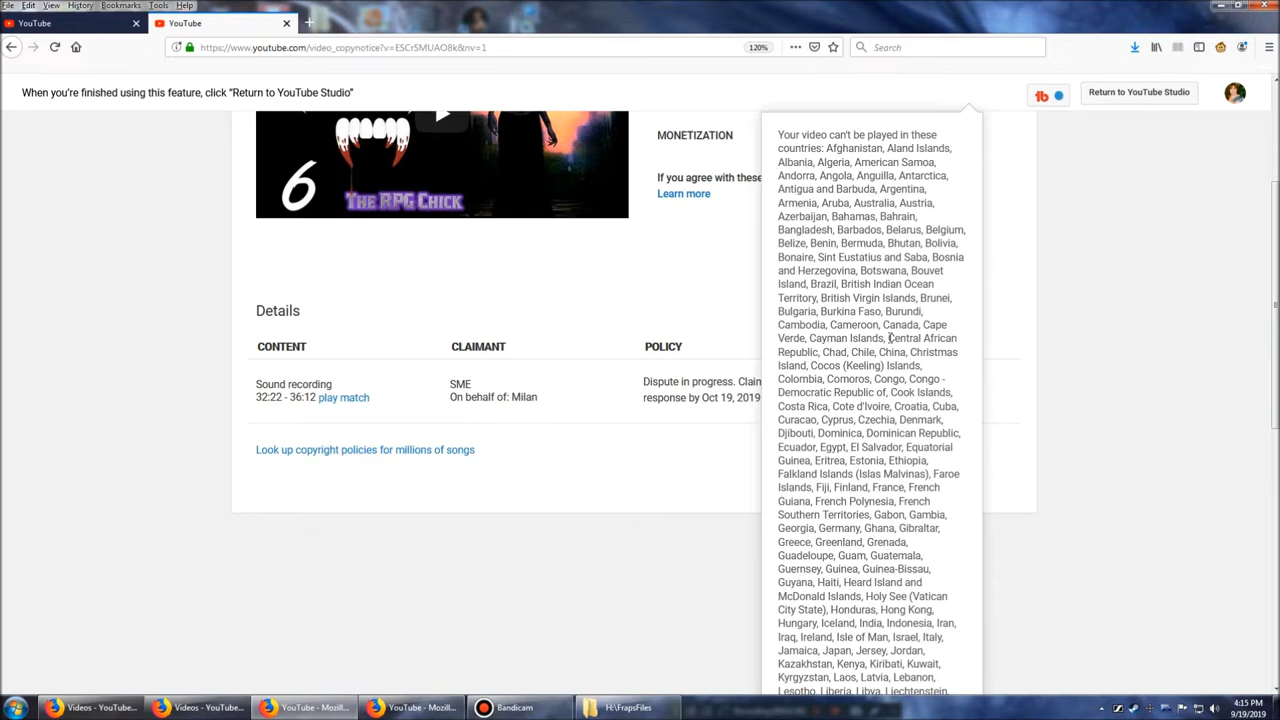 File Edit View History Bookmarks Tools Help
YouTube
YouTube
https://www.youtube.com/video_copynotice?v=ESCrSMUAO8k&nv=1
120%
Search
When you're finished using this feature, click "Return to YouTube Studio"
Return to YouTube Studio
6
THE RPG CHICK
MONETIZATION
If you agree with these
Learn more
Details
CONTENT
CLAIMANT
POLICY
Sound recording
32:22 - 36:12 play match
SME
On behalf of: Milan
Dispute in progress. Clai
response by Oct 19, 2019
Look up copyright policies for millions of songs
Your video can't be played in these
countries: Afghanistan, Aland Islands,
Albania, Algeria, American Samoa,
Andorra, Angola, Anguilla, Antarctica,
Antigua and Barbuda, Argentina,
Armenia, Aruba, Australia, Austria,
Azerbaijan, Bahamas, Bahrain,
Bangladesh, Barbados, Belarus, Belgium,
Belize, Benin, Bermuda, Bhutan, Bolivia,
Bonaire, Sint Eustatius and Saba, Bosnia
and Herzegovina, Botswana, Bouvet
Island, Brazil, British Indian Ocean
Territory, British Virgin Islands, Brunei,
Bulgaria, Burkina Faso, Burundi,
Cambodia, Cameroon, Canada, Cape
Verde, Cayman Islands, Central African
Republic, Chad, Chile, China, Christmas
Island, Cocos (Keeling) Islands,
Colombia, Comoros, Congo, Congo -
Democratic Republic of, Cook Islands,
Costa Rica, Cote d'Ivoire, Croatia, Cuba,
Curacao, Cyprus, Czechia, Denmark,
Djibouti, Dominica, Dominican Republic,
Ecuador, Egypt, El Salvador, Equatorial
Guinea, Eritrea, Estonia, Ethiopia,
Falkland Islands (Islas Malvinas), Faroe
Islands, Fiji, Finland, France, French
Guiana, French Polynesia, French
Southern Territories, Gabon, Gambia,
Georgia, Germany, Ghana, Gibraltar,
Greece, Greenland, Grenada,
Guadeloupe, Guam, Guatemala,
Guernsey, Guinea, Guinea-Bissau,
Guyana, Haiti, Heard Island and
McDonald Islands, Holy See (Vatican
City State), Honduras, Hong Kong,
Hungary, Iceland, India, Indonesia, Iran,
Iraq, Ireland, Isle of Man, Israel, Italy,
Jamaica, Japan, Jersey, Jordan,
Kazakhstan, Kenya, Kiribati, Kuwait,
Kyrgyzstan, Laos, Latvia, Lebanon,
Lesotho, Liberia, Libya, Liechtenstein,
Videos - YouTube...
Videos - YouTube...
YouTube - Mozill...
YouTube - Mozill...
Bandicam
H:\FrapsFiles
4:15 PM
9/19/2019